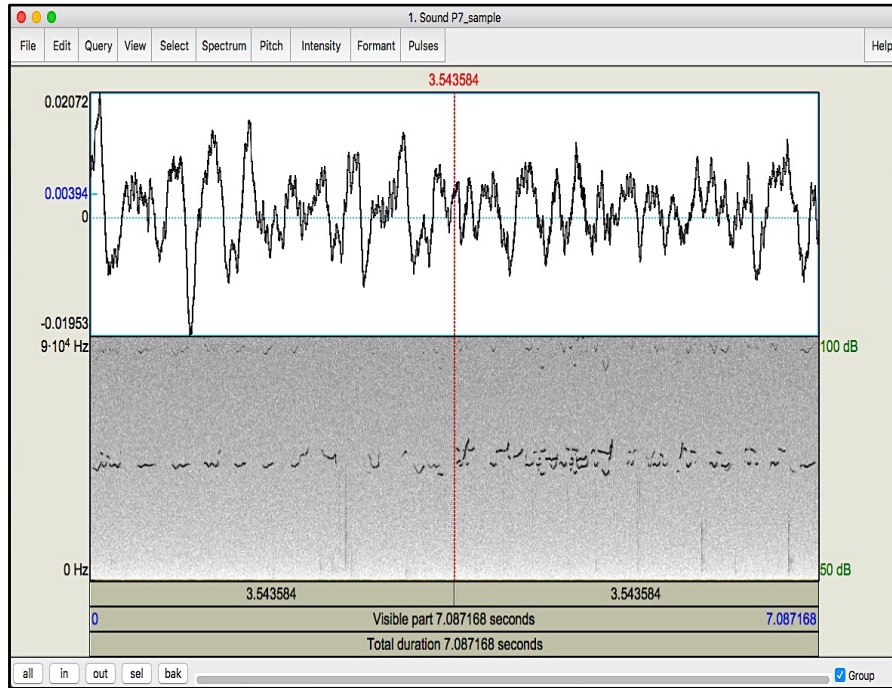 1. Sound P7_sample
File Edit Query View Select Spectrum Pitch Intensity Formant Pulses Help
3.543584
0.02072
0.00394
0
-0.01953
9·10⁴ Hz 100 dB
0 Hz 50 dB
3.543584 3.543584
0 Visible part 7.087168 seconds 7.087168
Total duration 7.087168 seconds
all in out sel bak Group